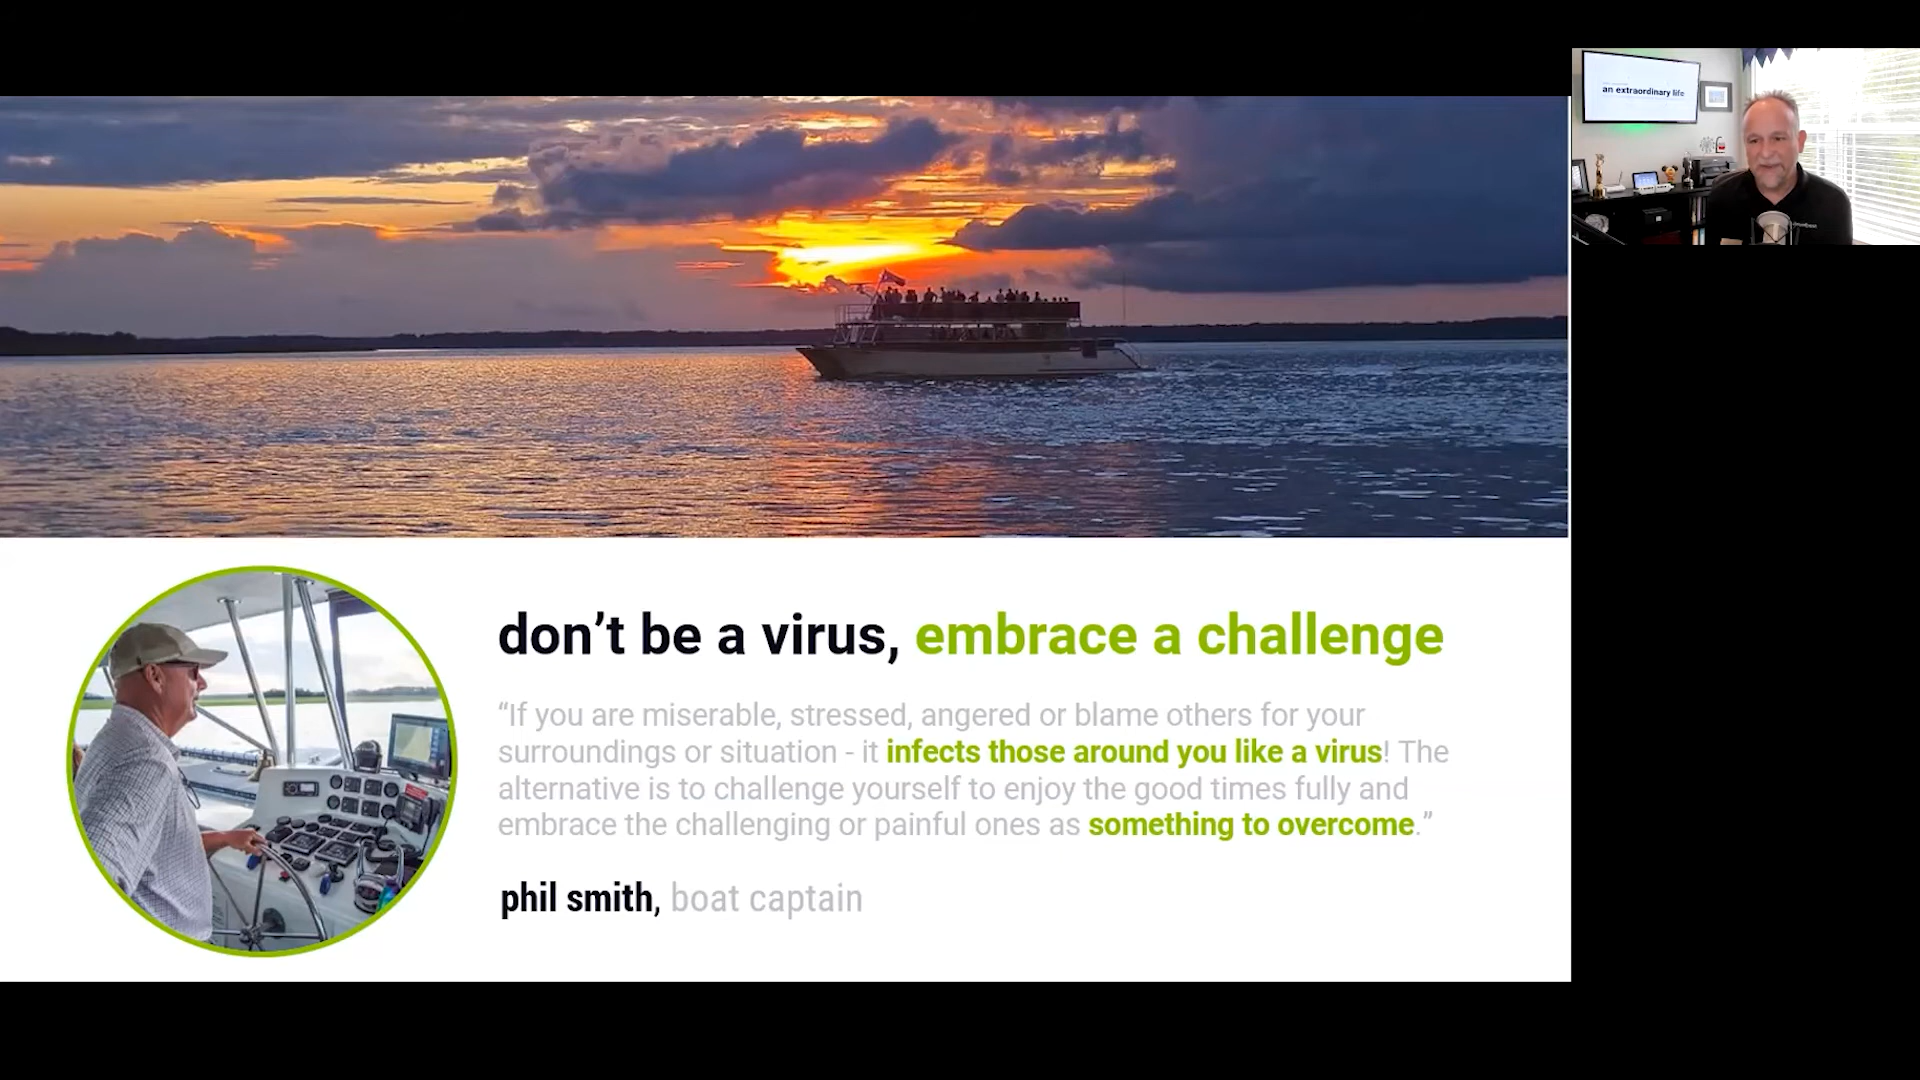 an extraordinary life
don’t be a virus, embrace a challenge
“If you are miserable, stressed, angered or blame others for your
surroundings or situation - it infects those around you like a virus! The
alternative is to challenge yourself to enjoy the good times fully and
embrace the challenging or painful ones as something to overcome.”
phil smith, boat captain